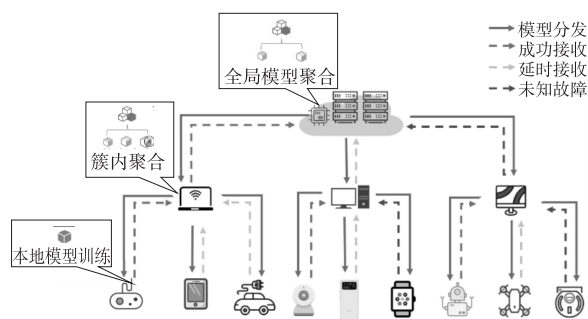 模型分发
成功接收
延时接收
未知故障
全局模型聚合
簇内聚合
本地模型训练